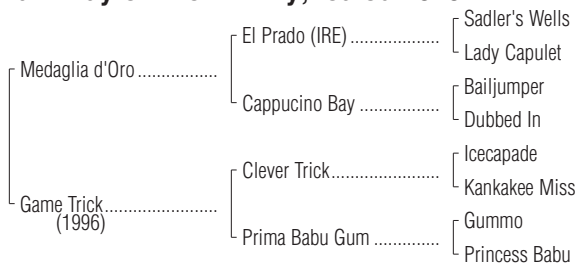 Sadler's Wells
El Prado (IRE)
Lady Capulet
Medaglia d'Oro
Bailjumper
Cappucino Bay
Dubbed In
Icecapade
Clever Trick
Kankakee Miss
Game Trick
(1996)
Gummo
Prima Babu Gum
Princess Babu